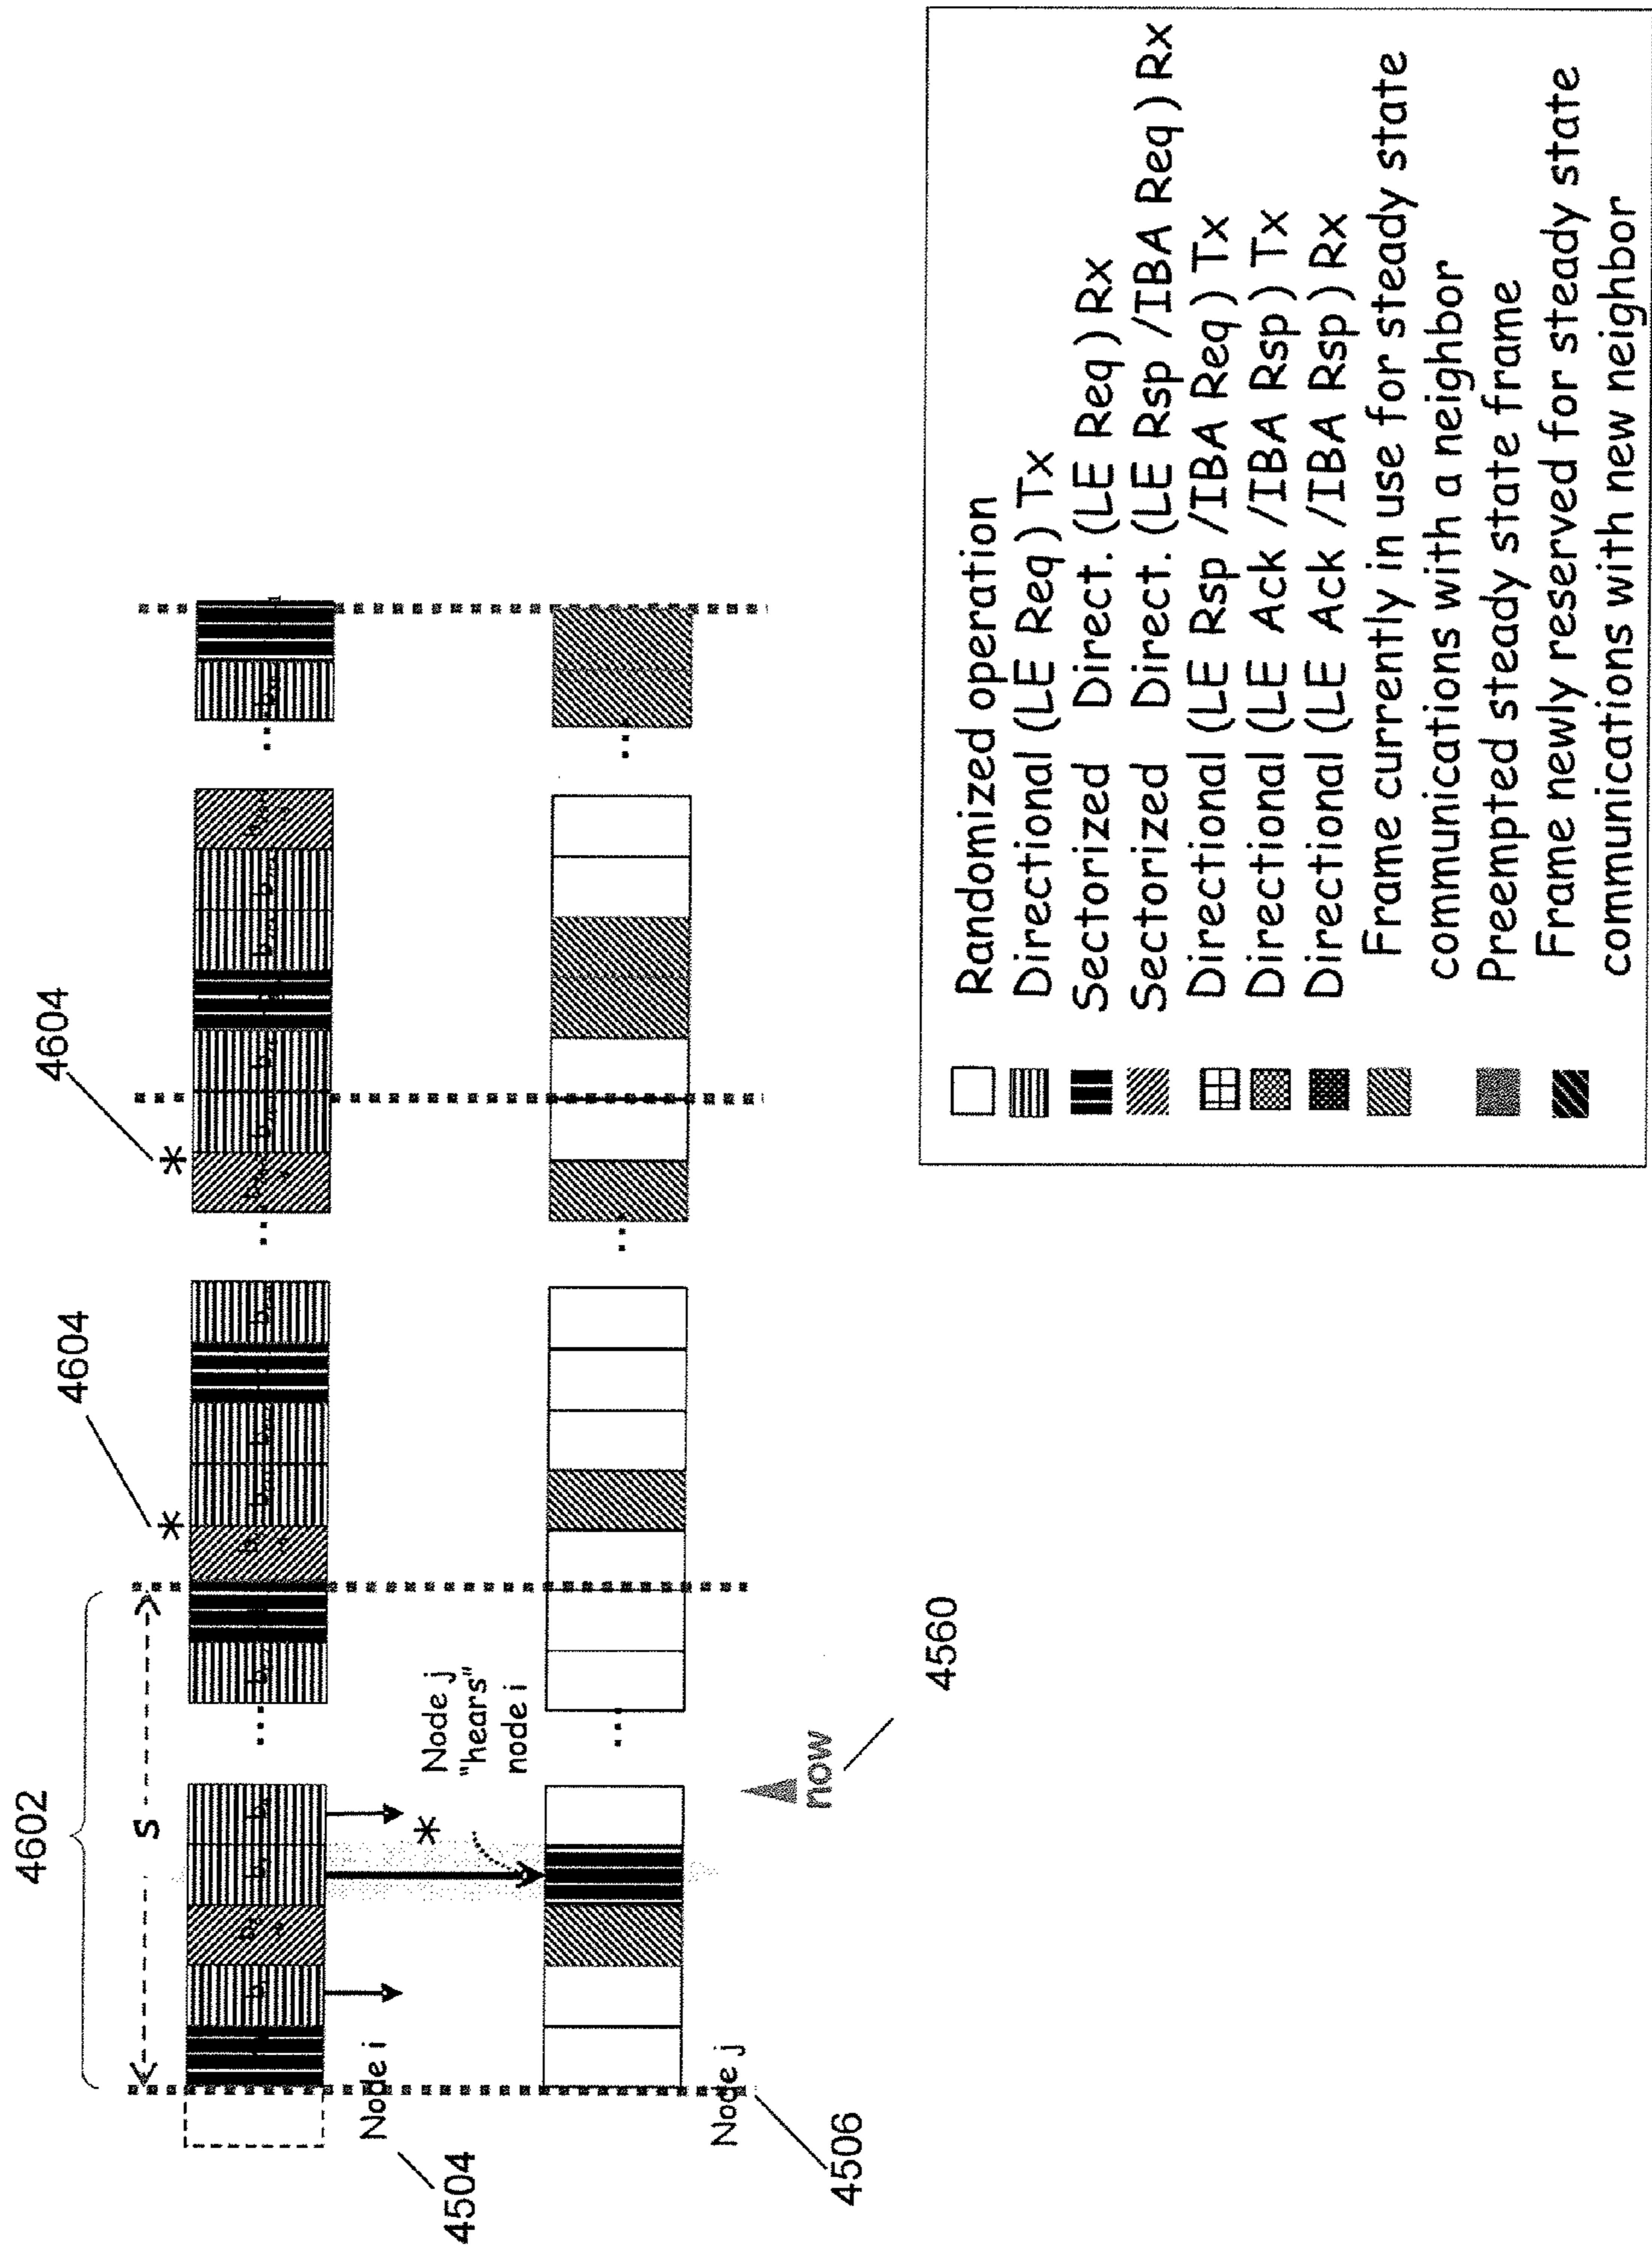 4602
S
4604
*
4604
*
...
...
...
Node j
"hears"
node i
*
Node i
4504
...
...
...
Node j
4506
now
4560
Randomized operation
Directional (LE Req) Tx
Sectorized Direct. (LE Req) Rx
Sectorized Direct. (LE Rsp /IBA Req) Rx
Directional (LE Rsp /IBA Req) Tx
Directional (LE Ack /IBA Rsp) Tx
Directional (LE Ack /IBA Rsp) Rx
Frame currently in use for steady state
communications with a neighbor
Preempted steady state frame
Frame newly reserved for steady state
communications with new neighbor